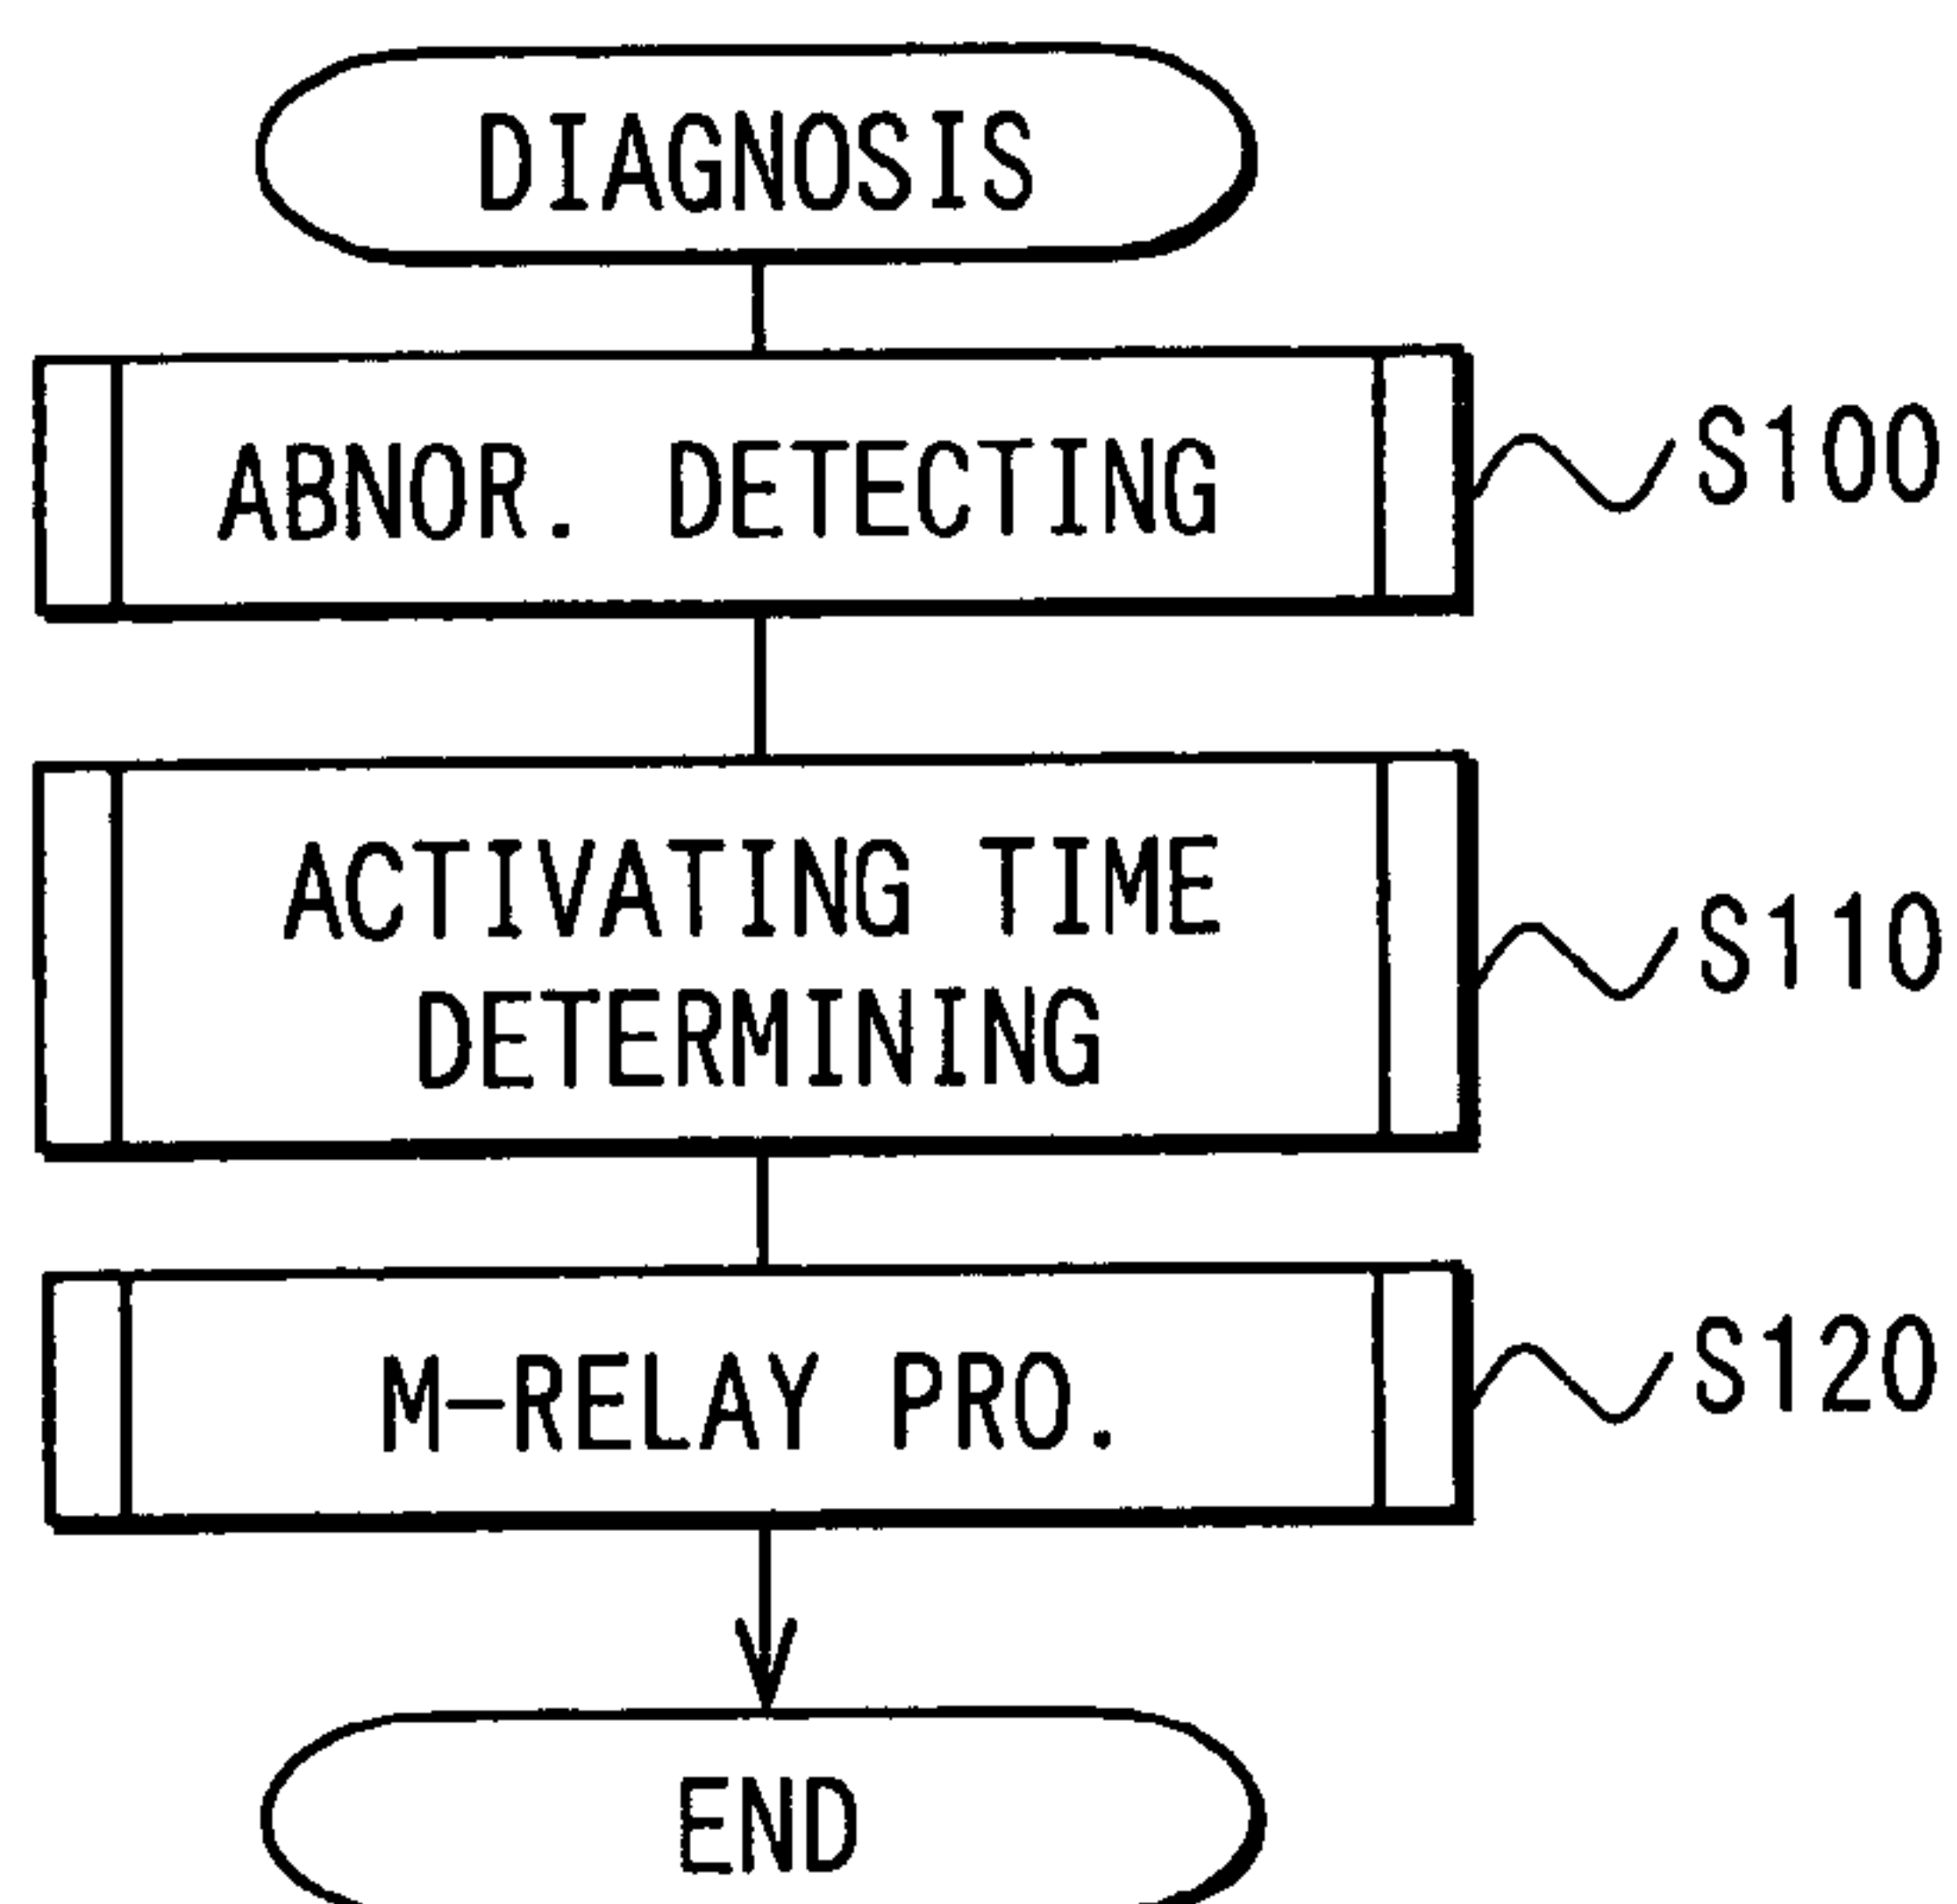 DIAGNOSIS
ABNOR. DETECTING
S100
ACTIVATING TIME
DETERMINING
S110
M-RELAY PRO.
S120
END